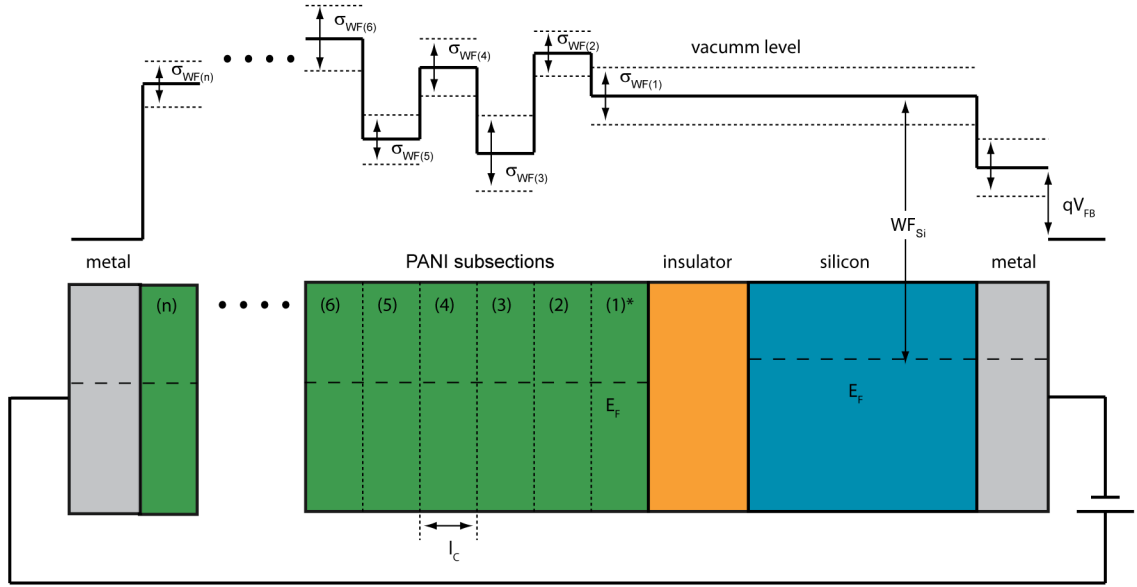 σWF(6)
σWF(4)
σWF(2)
vacumm level
σWF(n)
σWF(1)
σWF(5)
σWF(3)
qVFB
WFSi
metal
PANI subsections
insulator
silicon
metal
(n)
(6)
(5)
(4)
(3)
(2)
(1)*
EF
EF
lC